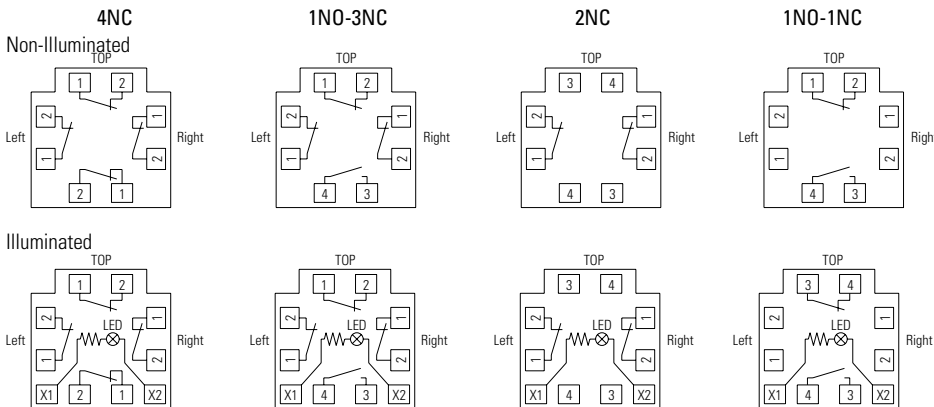 4NC 1NO-3NC 2NC 1NO-1NC
Non-Illuminated
TOP TOP TOP TOP
1 2 1 2 3 4 1 2
2 1 2 1 2 1 2 1
Left Right Left Right Left Right Left Righ
1 2 1 2 1 2 1 2
2 1 4 3 4 3 4 3
Illuminated
TOP TOP TOP TOP
1 2 1 2 3 4 3 4
2 1 2 1 2 1 2 1
LED LED LED LED
Left Right Left Right Left Right Left Right
1 2 1 2 1 2 1 2
X1 2 1 X2 X1 4 3 X2 X1 4 3 X2 X1 4 3 X2